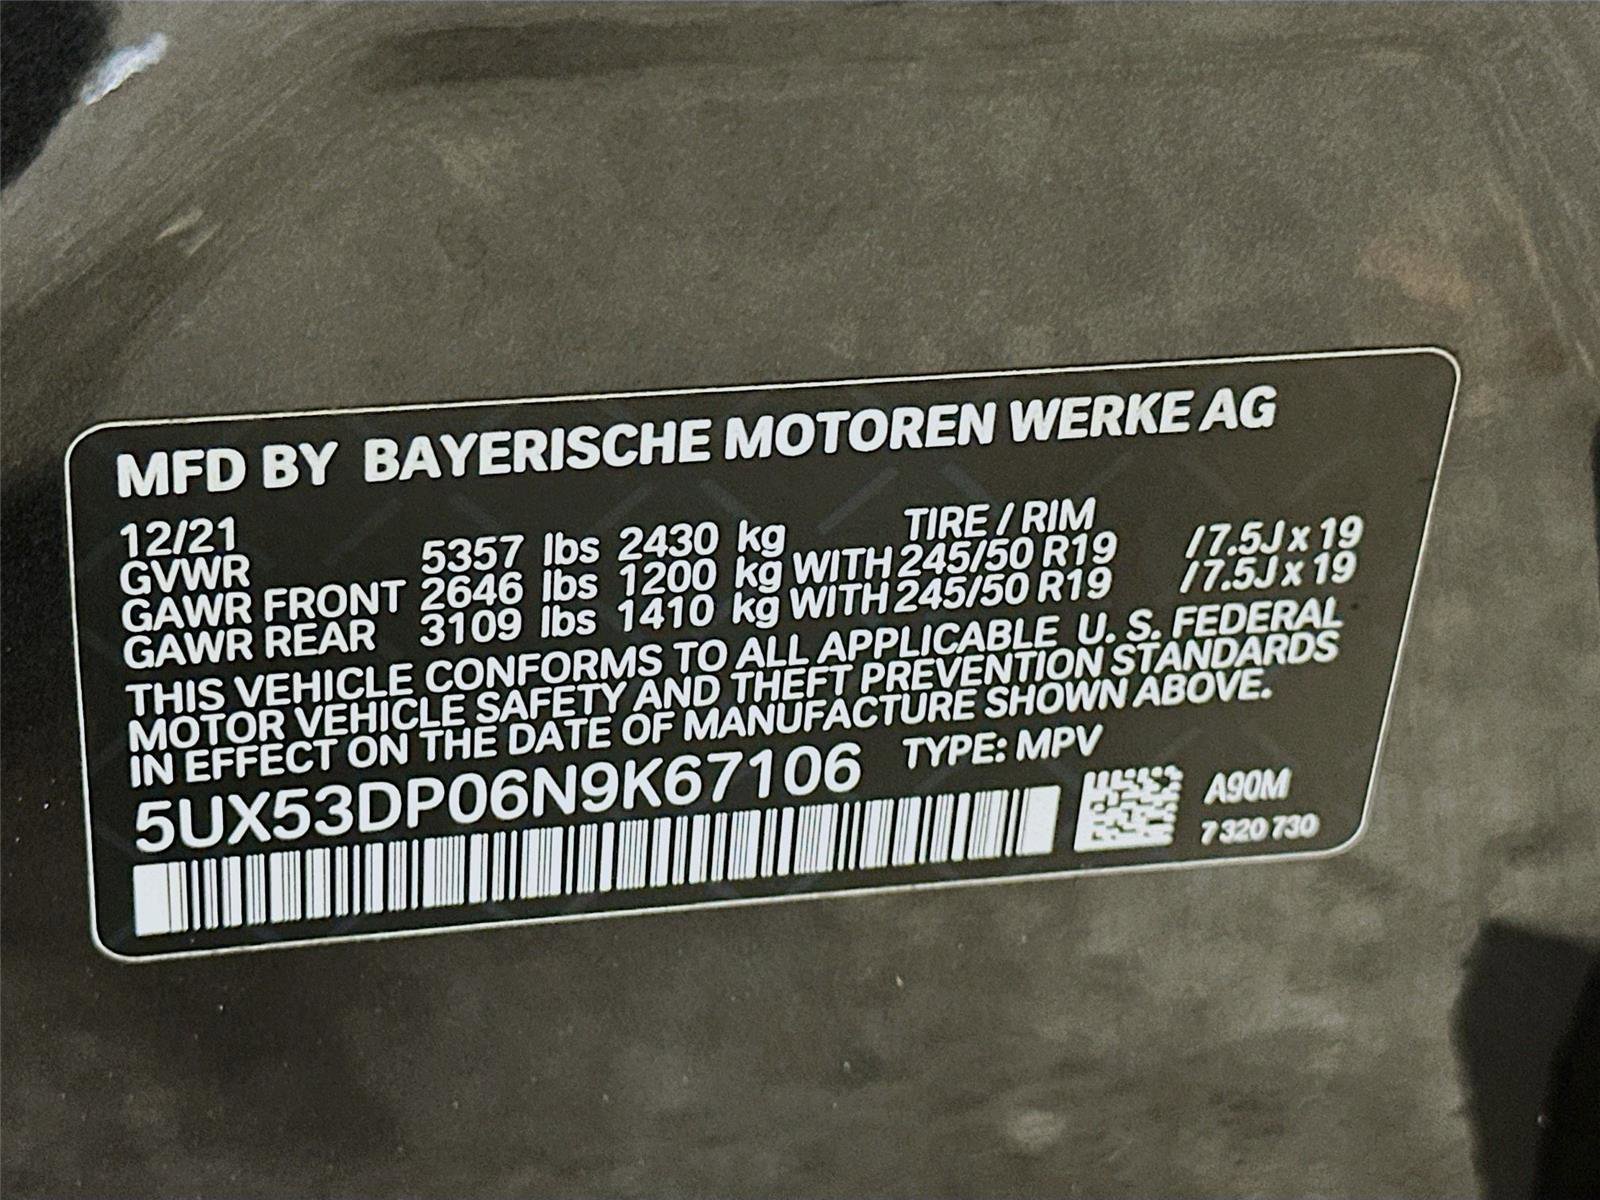 MFD BY BAYERISCHE MOTOREN WERKE AG
12/21 TIRE / RIM
GVWR 5357 lbs 2430 kg
GAWR FRONT 2646 lbs 1200 kg WITH 245/50 R19 / 7.5J x 19
GAWR REAR 3109 lbs 1410 kg WITH 245/50 R19 / 7.5J x 19
THIS VEHICLE CONFORMS TO ALL APPLICABLE U. S. FEDERAL
MOTOR VEHICLE SAFETY AND THEFT PREVENTION STANDARDS
IN EFFECT ON THE DATE OF MANUFACTURE SHOWN ABOVE.
5UX53DP06N9K67106 TYPE: MPV
A90M
7 320 730